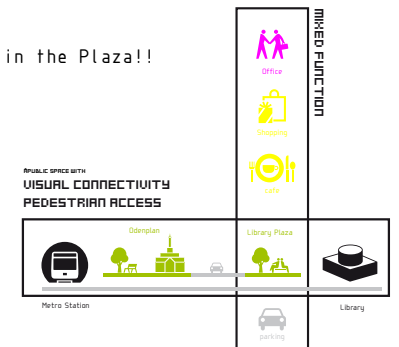 in the Plaza!!
MIXED FUNCTION
Office
Shopping
cafe
A PUBLIC SPACE WITH
VISUAL CONNECTIVITY
PEDESTRIAN ACCESS
Odenplan
Library Plaza
Metro Station
Library
parking